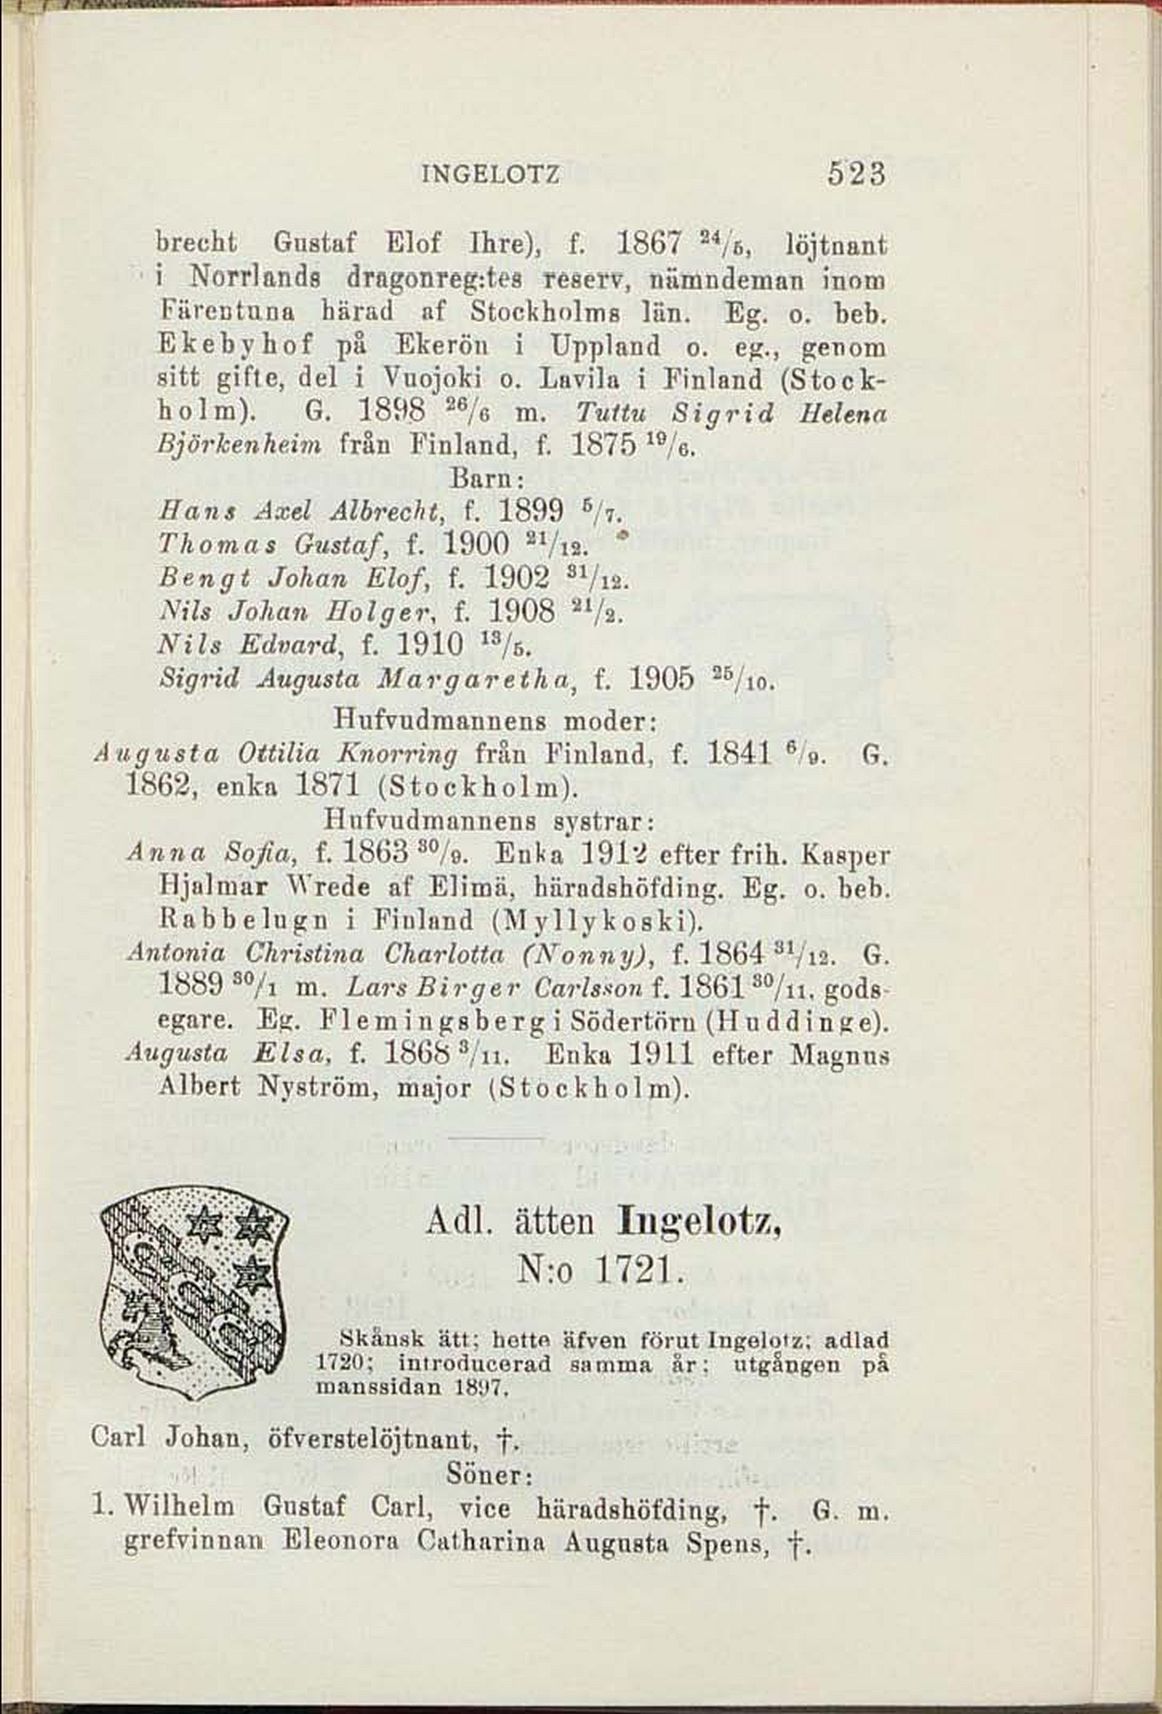 INGELOTZ 523
brecht Gustaf Elof Ihre), f. 1867 24/5, löjtnant
i Norrlands dragonreg:tes reserv, nämndeman inom
Färentuna härad af Stockholms län. Eg. o. beb.
Ekebyhof på Ekerön i Uppland o. eg., genom
sitt gifte, del i Vuojoki o. Lavila i Finland (Stock-
holm). G. 1898 26/6 m. Tuttu Sigrid Helena
Björkenheim från Finland, f. 1875 19/6.
Barn:
Hans Axel Albrecht, f. 1899 5/7.
Thomas Gustaf, f. 1900 21/12.
Bengt Johan Elof, f. 1902 31/12.
Nils Johan Holger, f. 1908 21/2.
Nils Edvard, f. 1910 13/5.
Sigrid Augusta Margaretha, f. 1905 25/10.
Hufvudmannens moder:
Augusta Ottilia Knorring från Finland, f. 1841 6/9. G.
1862, enka 1871 (Stockholm).
Hufvudmannens systrar:
Anna Sofia, f. 1863 30/9. Enka 1912 efter frih. Kasper
Hjalmar Wrede af Elimä, häradshöfding. Eg. o. beb.
Rabbelugn i Finland (Myllykoski).
Antonia Christina Charlotta (Nonny), f. 1864 31/12. G.
1889 30/1 m. Lars Birger Carlsson f. 1861 30/11, gods-
egare. Eg. Flemingsberg i Södertörn (Huddinge).
Augusta Elsa, f. 1868 3/11. Enka 1911 efter Magnus
Albert Nyström, major (Stockholm).
Adl. ätten Ingelotz,
N:o 1721.
Skånsk ätt; hette äfven förut Ingelotz; adlad
1720; introducerad samma år; utgången på
manssidan 1897.
Carl Johan, öfverstelöjtnant, †.
Söner:
1. Wilhelm Gustaf Carl, vice häradshöfding, †. G. m.
grefvinnan Eleonora Catharina Augusta Spens, †.